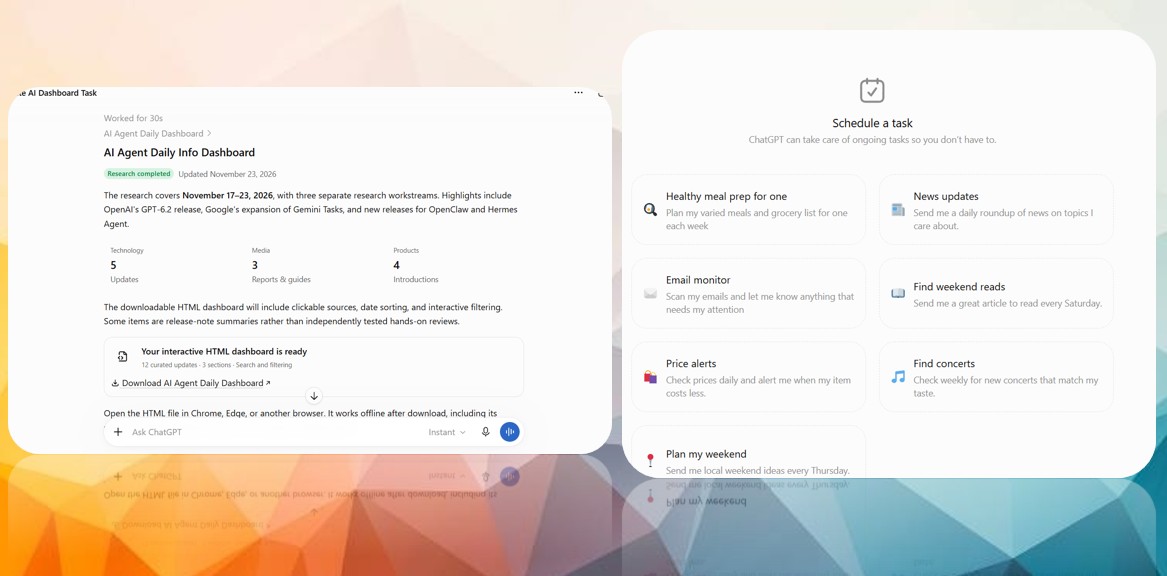 te AI Dashboard Task
Worked for 30s
AI Agent Daily Dashboard
AI Agent Daily Info Dashboard
Research completed Updated November 23, 2026
The research covers November 17–23, 2026, with three separate research workstreams. Highlights include
OpenAI's GPT-6.2 release, Google's expansion of Gemini Tasks, and new releases for OpenClaw and Hermes
Agent.
Technology
5
Updates
Media
3
Reports & guides
Products
4
Introductions
The downloadable HTML dashboard will include clickable sources, date sorting, and interactive filtering.
Some items are release-note summaries rather than independently tested hands-on reviews.
Your interactive HTML dashboard is ready
12 curated updates · 3 sections · Search and filtering
Download AI Agent Daily Dashboard
Open the HTML file in Chrome, Edge, or another browser. It works offline after download, including its
Ask ChatGPT
Instant
Schedule a task
ChatGPT can take care of ongoing tasks so you don't have to.
Healthy meal prep for one
Plan my varied meals and grocery list for one
each week
News updates
Send me a daily roundup of news on topics I
care about.
Email monitor
Scan my emails and let me know anything that
needs my attention
Find weekend reads
Send me a great article to read every Saturday.
Price alerts
Check prices daily and alert me when my item
costs less.
Find concerts
Check weekly for new concerts that match my
taste.
Plan my weekend
Send me local weekend ideas every Thursday.